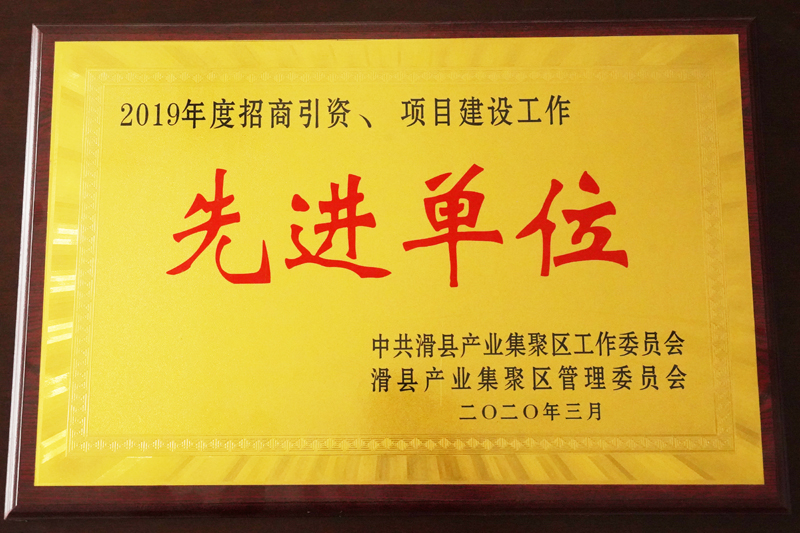 2019年度招商引资、项目建设工作
先进单位
中共滑县产业集聚区工作委员会
滑县产业集聚区管理委员会
二〇二〇年三月